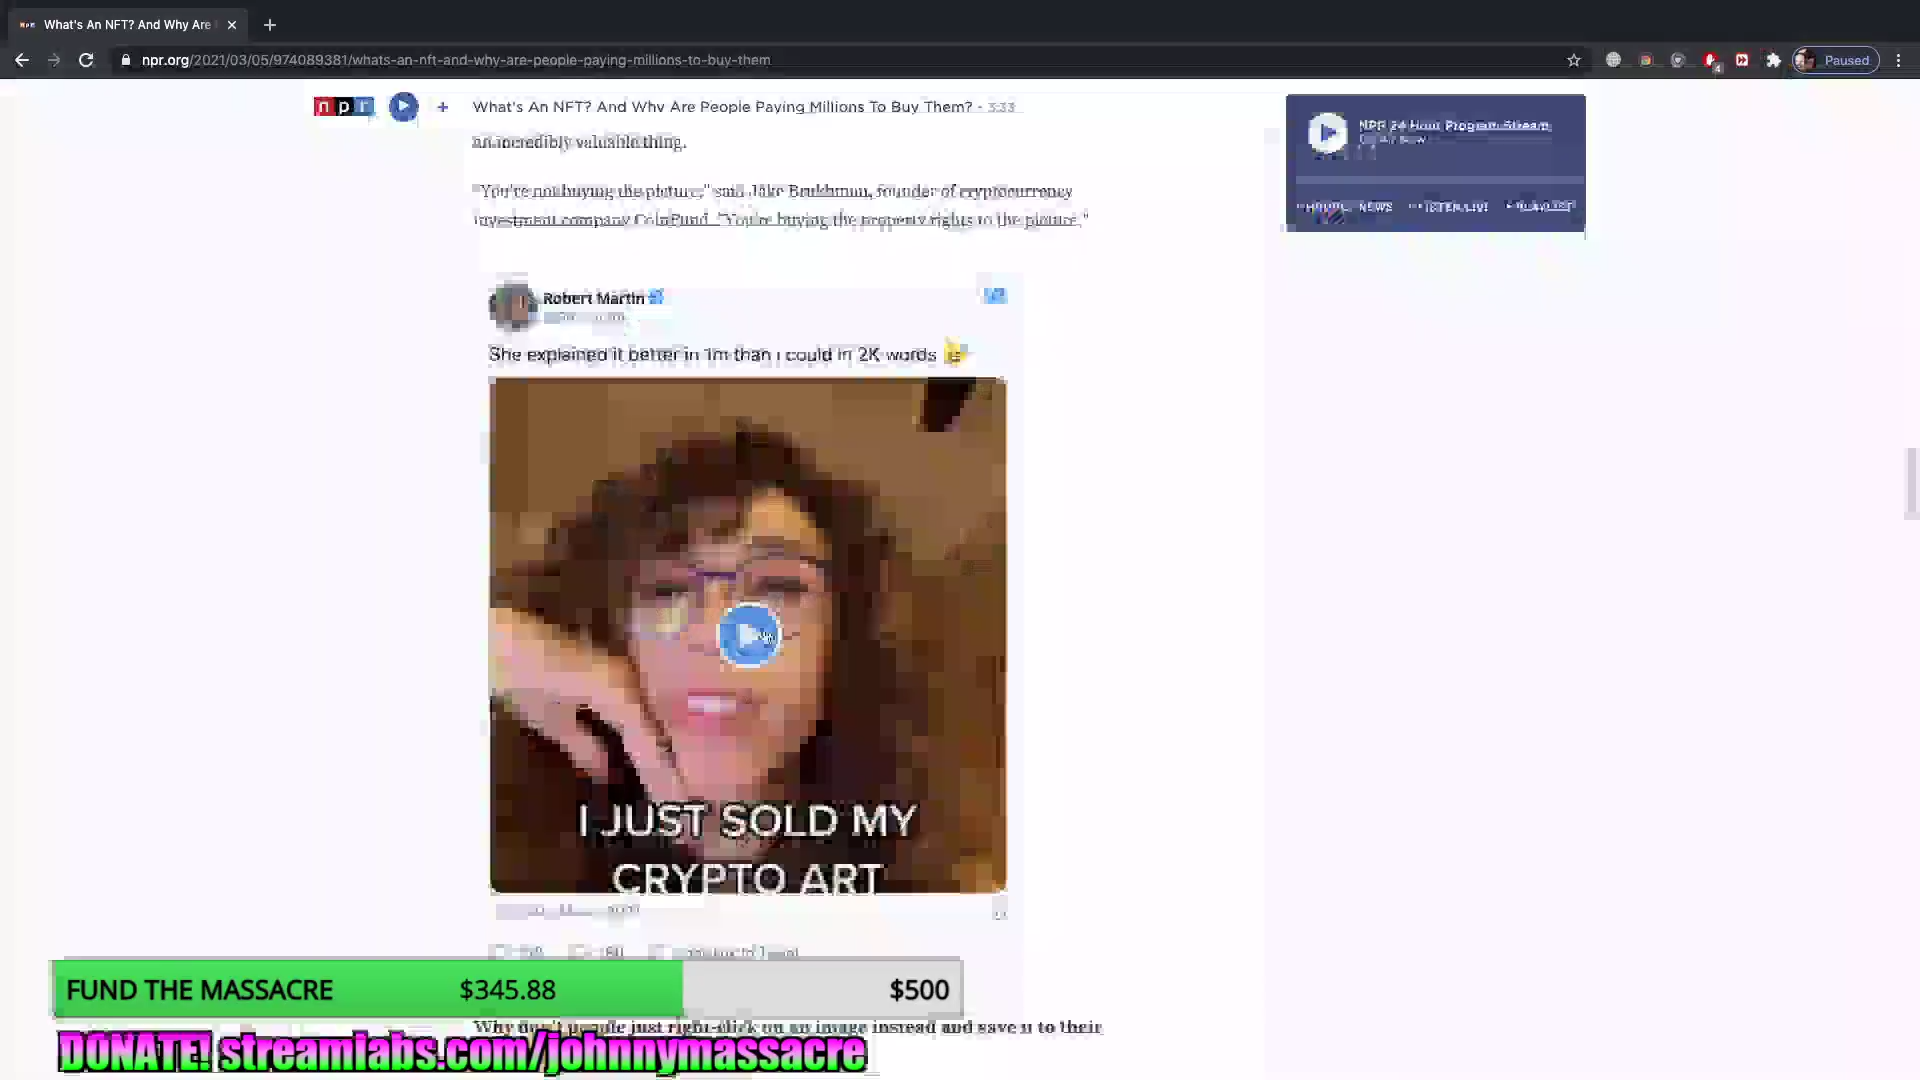 What's An NFT? And Why Are
npr.org/2021/03/05/974089381/whats-an-nft-and-why-are-people-paying-millions-to-buy-them
Paused
4
npr
What's An NFT? And Why Are People Paying Millions To Buy Them? - 3:33
NPR 24 Hour Program Stream
an incredibly valuable thing.
"You're not buying the picture," said Jake Brukhman, founder of cryptocurrency
investment company CoinFund. "You're buying the property rights to the picture."
NEWS
LISTEN LIVE
PLAYLIST
Robert Martin
She explained it better in 1m than i could in 2K words
I JUST SOLD MY
CRYPTO ART
FUND THE MASSACRE $345.88 $500
Why don't people just right-click on an image instead and save it to their
DONATE! streamlabs.com/johnnymassacre